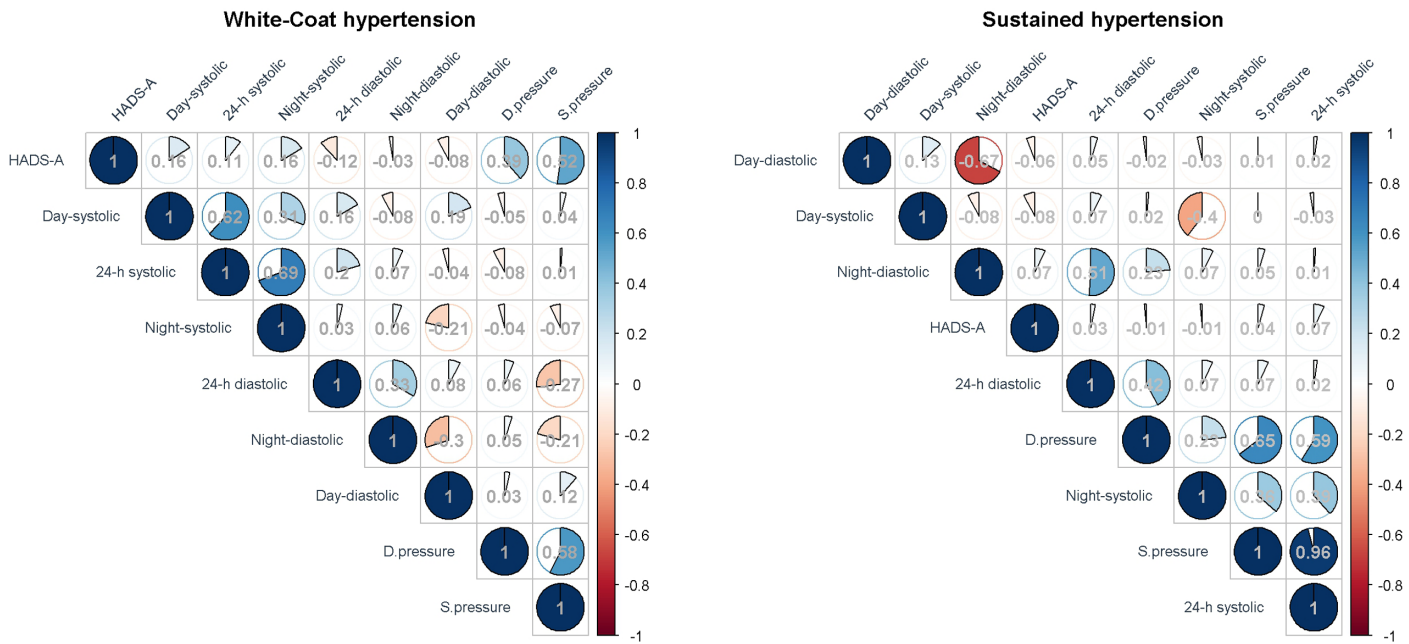 White-Coat hypertension
HADS-A Day-systolic 24-h systolic Night-systolic 24-h diastolic Night-diastolic Day-diastolic D.pressure S.pressure
HADS-A 1 0.16 0.11 0.16 -0.12 -0.03 -0.08 0.39 0.52
Day-systolic 1 0.62 0.31 0.16 -0.08 0.19 -0.05 0.04
24-h systolic 1 0.69 0.2 0.07 -0.04 -0.08 0.01
Night-systolic 1 0.03 0.06 -0.21 -0.04 -0.07
24-h diastolic 1 0.33 0.08 0.06 -0.27
Night-diastolic 1 -0.3 0.05 -0.21
Day-diastolic 1 0.03 0.12
D.pressure 1 0.58
S.pressure 1
1
0.8
0.6
0.4
0.2
0
-0.2
-0.4
-0.6
-0.8
-1
Sustained hypertension
Day-diastolic Day-systolic Night-diastolic HADS-A 24-h diastolic D.pressure Night-systolic S.pressure 24-h systolic
Day-diastolic 1 0.13 -0.67 -0.06 0.05 -0.02 -0.03 0.01 0.02
Day-systolic 1 -0.08 -0.08 0.07 0.02 -0.4 0 -0.03
Night-diastolic 1 0.07 0.51 0.23 0.07 0.05 0.01
HADS-A 1 0.03 -0.01 -0.01 0.04 0.07
24-h diastolic 1 0.42 0.07 0.07 0.02
D.pressure 1 0.23 0.65 0.59
Night-systolic 1
S.pressure 1 0.96
24-h systolic 1
1
0.8
0.6
0.4
0.2
0
-0.2
-0.4
-0.6
-0.8
-1